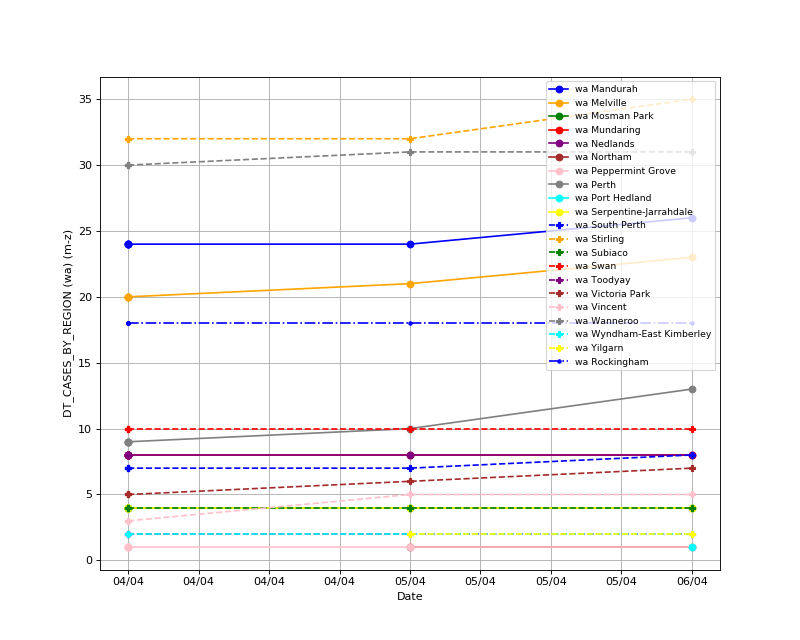 35
30
25
20
15
10
5
0
DT_CASES_BY_REGION (wa) (m-z)
wa Mandurah
wa Melville
wa Mosman Park
wa Mundaring
wa Nedlands
wa Northam
wa Peppermint Grove
wa Perth
wa Port Hedland
wa Serpentine-Jarrahdale
wa South Perth
wa Stirling
wa Subiaco
wa Swan
wa Toodyay
wa Victoria Park
wa Vincent
wa Wanneroo
wa Wyndham-East Kimberley
wa Yilgarn
wa Rockingham
04/04 04/04 04/04 04/04 05/04 05/04 05/04 05/04 06/04
Date